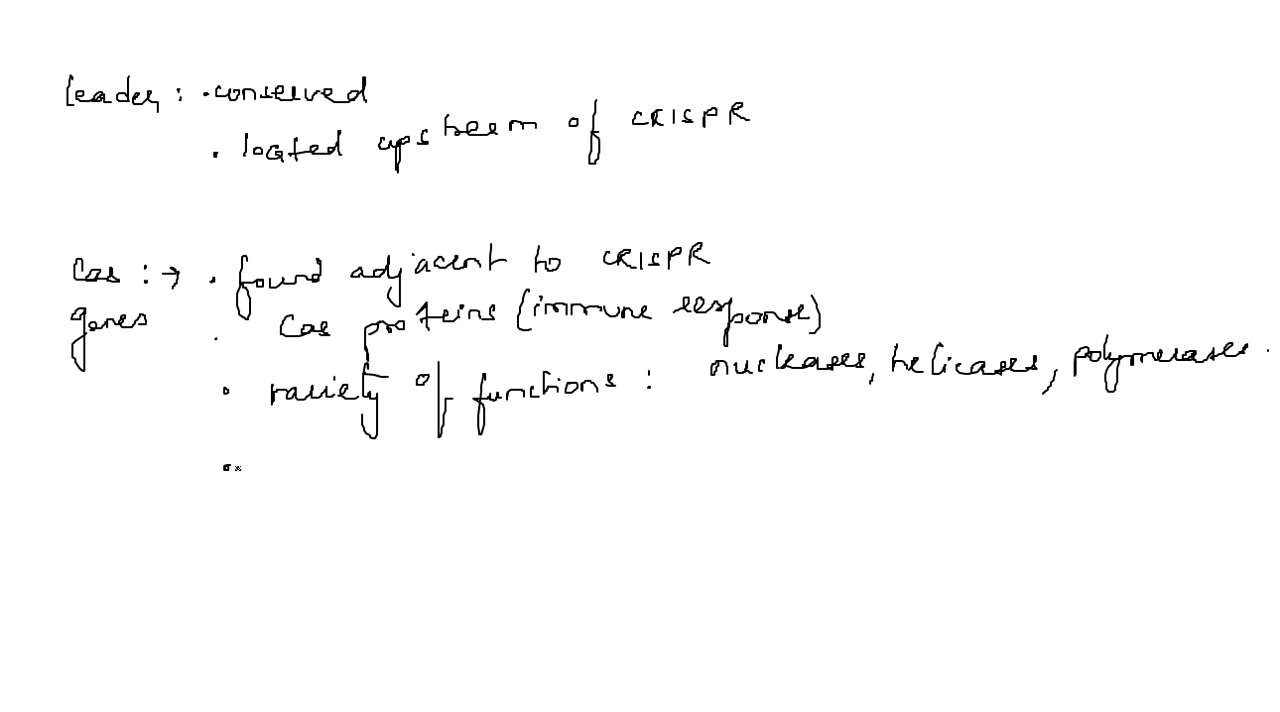 leader : . conserved
. located upstream of CRISPR
Cas : → . found adjacent to CRISPR
genes . Cas proteins (immune response)
. variety of functions : nucleases, helicases, polymerases.